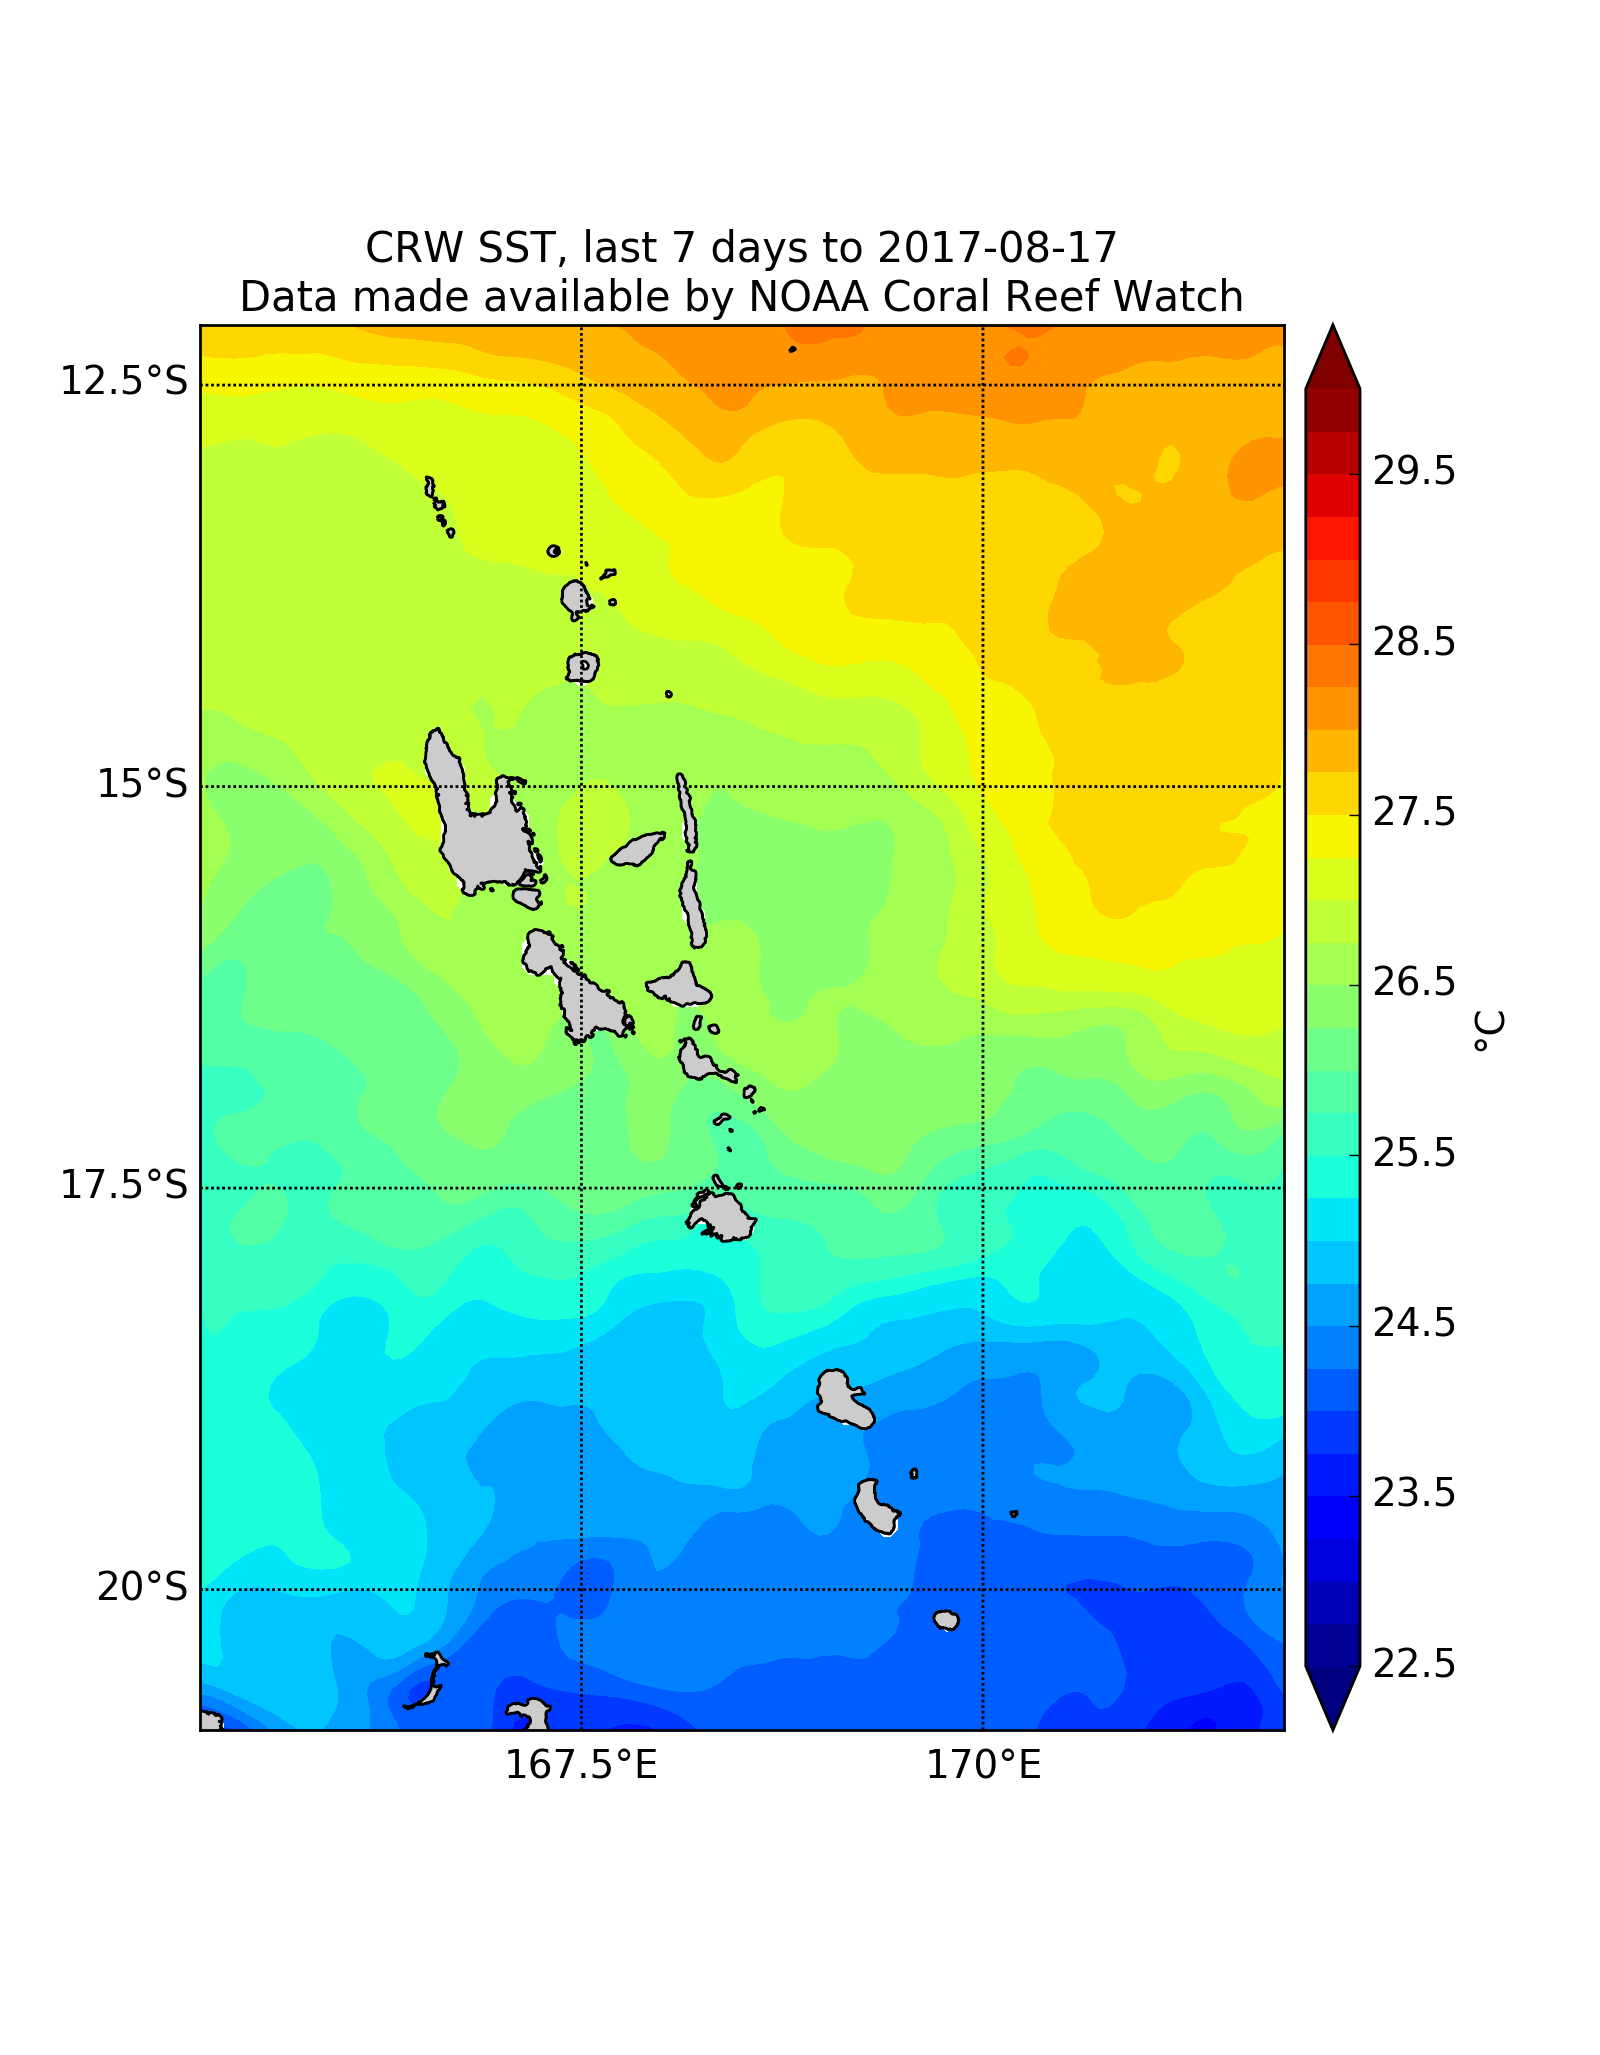 CRW SST, last 7 days to 2017-08-17
Data made available by NOAA Coral Reef Watch
12.5°S
15°S
17.5°S
20°S
167.5°E
170°E
29.5
28.5
27.5
26.5
25.5
24.5
23.5
22.5
°C